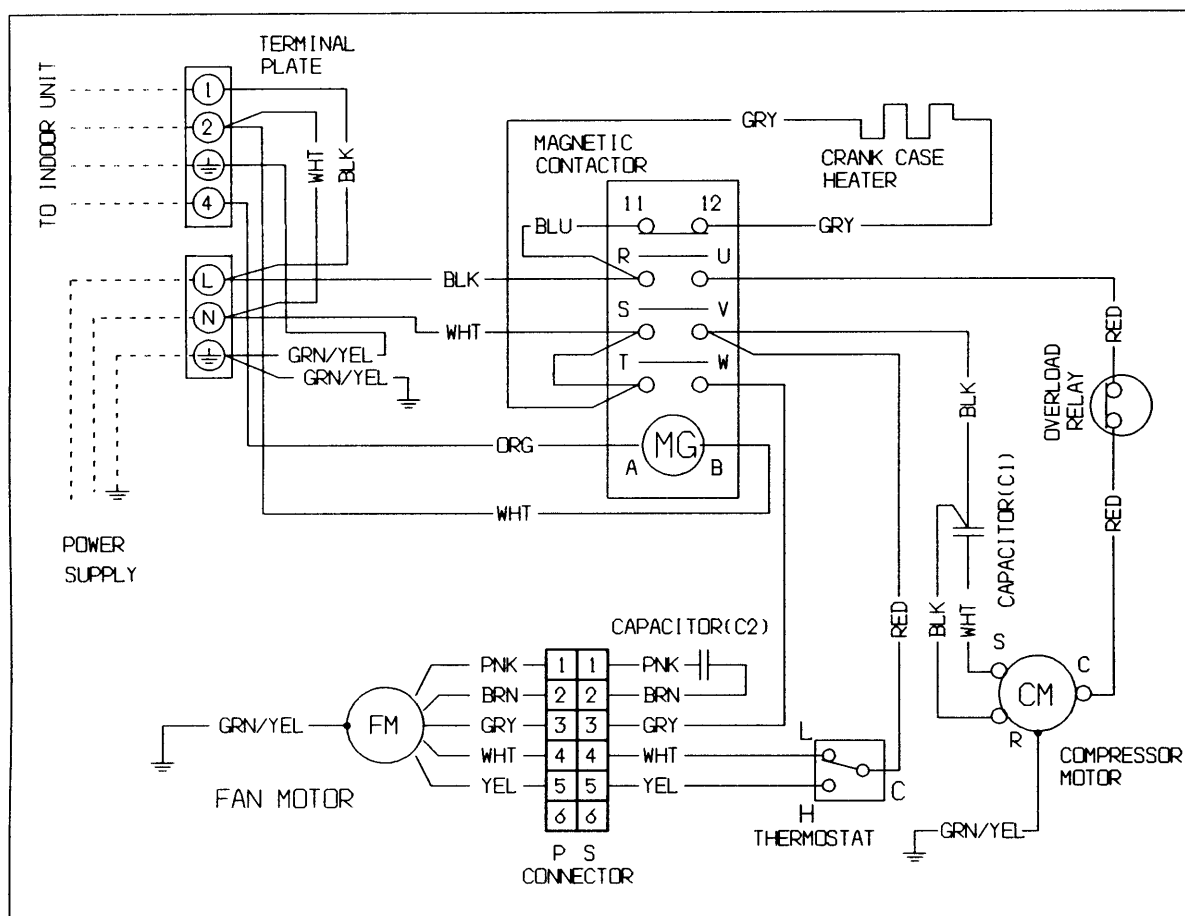 TERMINAL
PLATE
TO INDOOR UNIT
1
2
4
WHT
BLK
L
N
GRN/YEL
GRN/YEL
POWER
SUPPLY
MAGNETIC
CONTACTOR
GRY
CRANK CASE
HEATER
GRY
11
12
BLU
R
U
BLK
S
V
WHT
T
W
ORG
A
MG
B
WHT
RED
OVERLOAD
RELAY
BLK
RED
CAPACITOR(C1)
RED
BLK
WHT
S
C
CM
R
COMPRESSOR
MOTOR
GRN/YEL
CAPACITOR(C2)
PNK 1 1 PNK
BRN 2 2 BRN
GRY 3 3 GRY
WHT 4 4 WHT
YEL 5 5 YEL
6 6
P S
CONNECTOR
GRN/YEL
FM
FAN MOTOR
L
C
H
THERMOSTAT